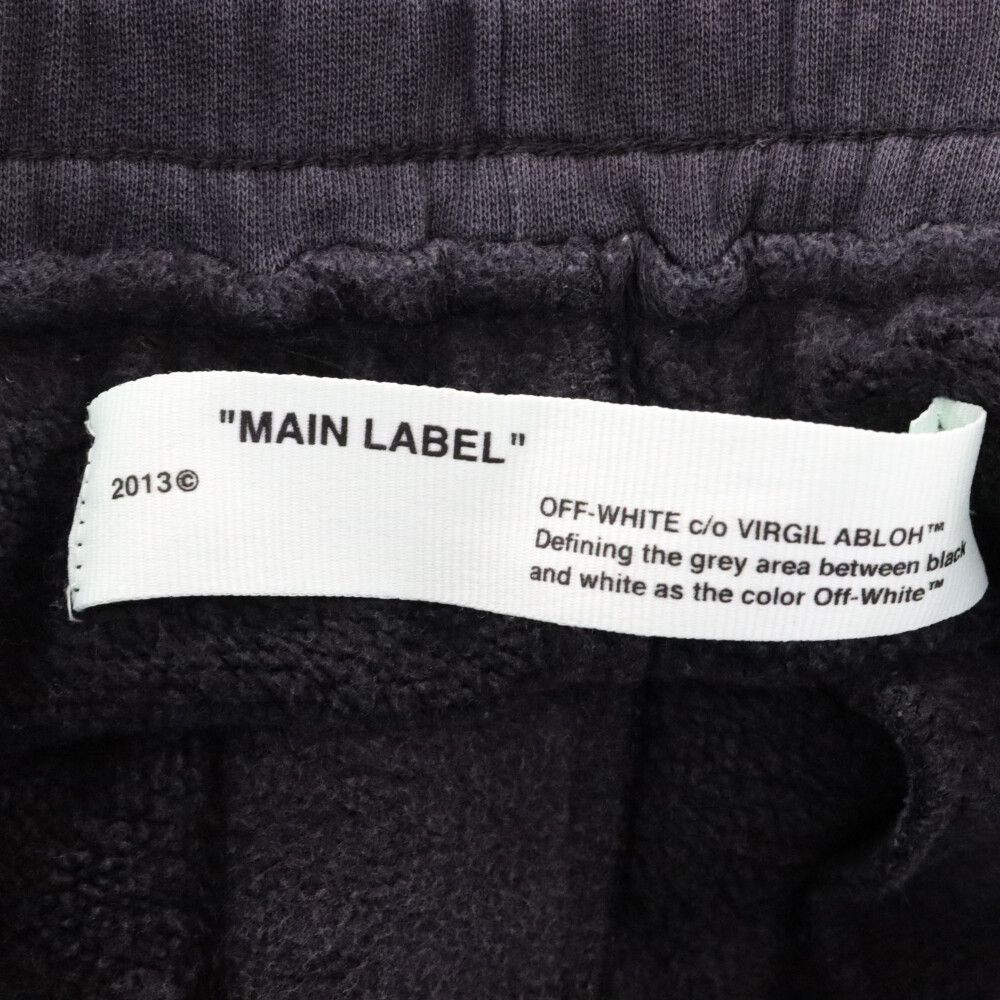 "MAIN LABEL"
2013©
OFF-WHITE c/o VIRGIL ABLOH™
Defining the grey area between black
and white as the color Off-White™